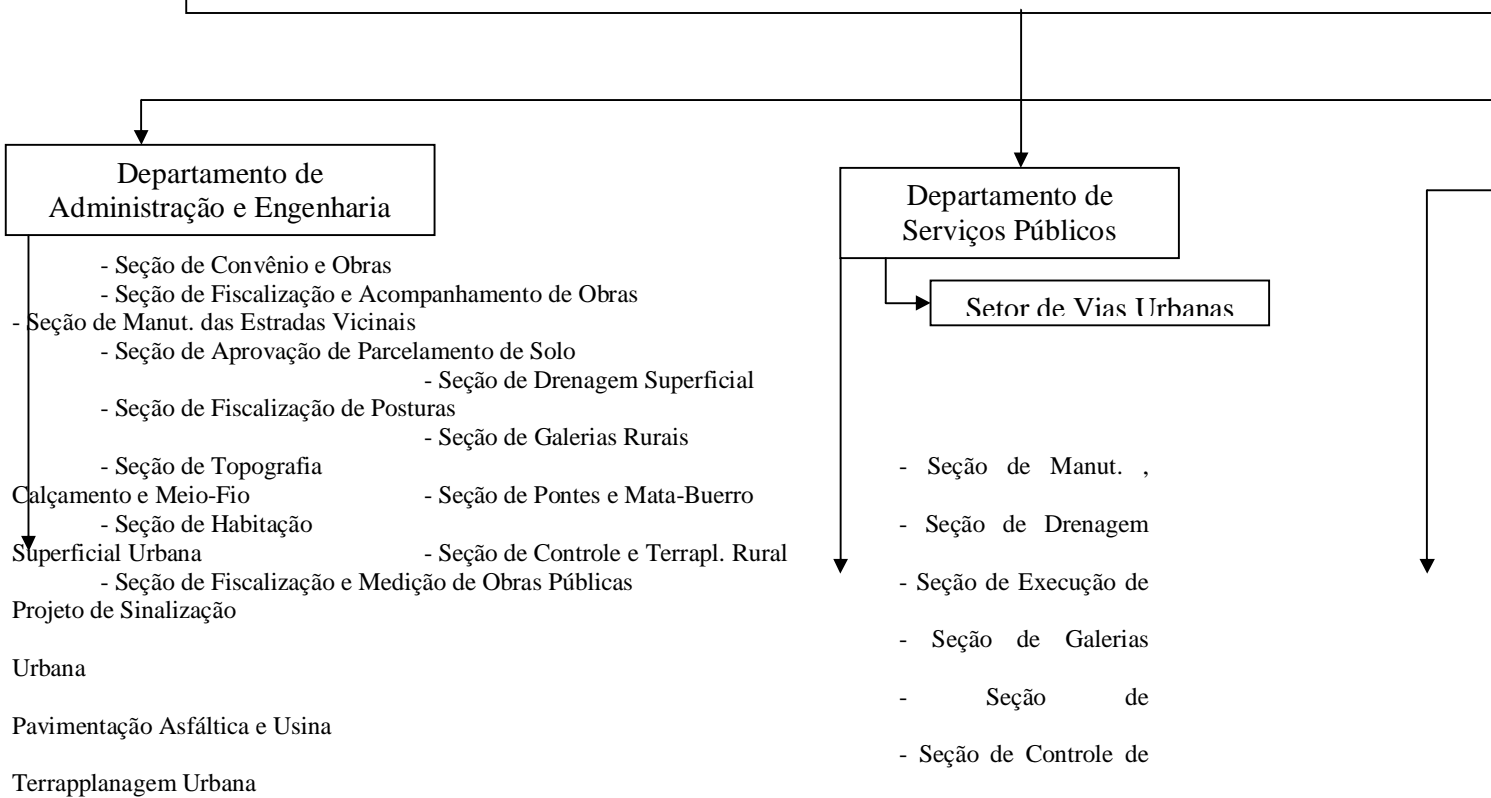 Departamento de
Administração e Engenharia
Departamento de
Serviços Públicos
- Seção de Convênio e Obras
- Seção de Fiscalização e Acompanhamento de Obras
Setor de Vias Urbanas
- Seção de Manut. das Estradas Vicinais
- Seção de Aprovação de Parcelamento de Solo
- Seção de Drenagem Superficial
- Seção de Fiscalização de Posturas
- Seção de Galerias Rurais
- Seção de Topografia
- Seção de Manut. ,
Calçamento e Meio-Fio - Seção de Pontes e Mata-Buerro
- Seção de Habitação
- Seção de Drenagem
Superficial Urbana - Seção de Controle e Terrapl. Rural
- Seção de Fiscalização e Medição de Obras Públicas
- Seção de Execução de
Projeto de Sinalização
- Seção de Galerias
Urbana
- Seção de
Pavimentação Asfáltica e Usina
- Seção de Controle de
Terrapplanagem Urbana